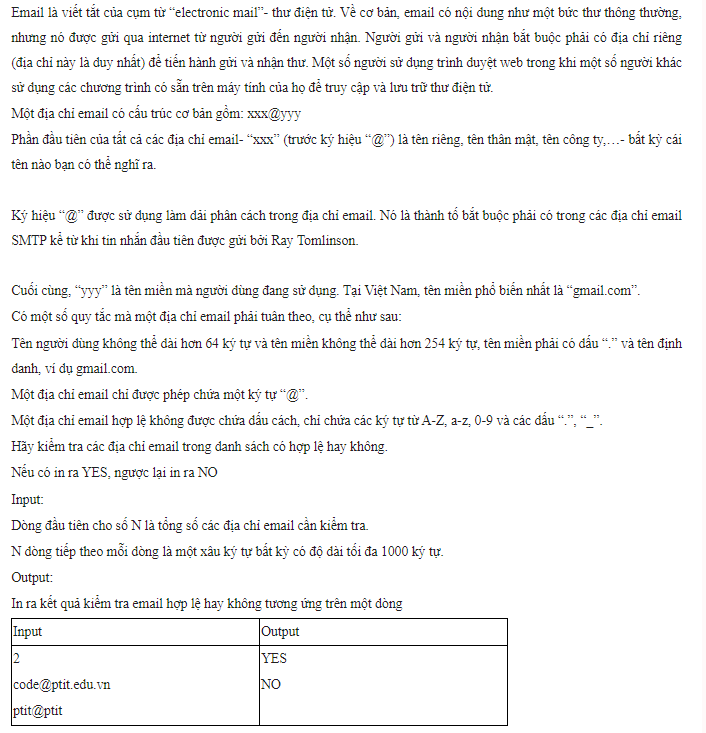 Email là viết tắt của cụm từ “electronic mail”- thư điện tử. Về cơ bản, email có nội dung như một bức thư thông thường,
nhưng nó được gửi qua internet từ người gửi đến người nhận. Người gửi và người nhận bắt buộc phải có địa chỉ riêng
(địa chỉ này là duy nhất) để tiến hành gửi và nhận thư. Một số người sử dụng trình duyệt web trong khi một số người khác
sử dụng các chương trình có sẵn trên máy tính của họ để truy cập và lưu trữ thư điện tử.
Một địa chỉ email có cấu trúc cơ bản gồm: xxx@yyy
Phần đầu tiên của tất cả các địa chỉ email- “xxx” (trước ký hiệu “@”) là tên riêng, tên thân mật, tên công ty,…- bất kỳ cái
tên nào bạn có thể nghĩ ra.
Ký hiệu “@” được sử dụng làm dải phân cách trong địa chỉ email. Nó là thành tố bắt buộc phải có trong các địa chỉ email
SMTP kể từ khi tin nhắn đầu tiên được gửi bởi Ray Tomlinson.
Cuối cùng, “yyy” là tên miền mà người dùng đang sử dụng. Tại Việt Nam, tên miền phổ biến nhất là “gmail.com”.
Có một số quy tắc mà một địa chỉ email phải tuân theo, cụ thể như sau:
Tên người dùng không thể dài hơn 64 ký tự và tên miền không thể dài hơn 254 ký tự, tên miền phải có dấu “.” và tên định
danh, ví dụ gmail.com.
Một địa chỉ email chỉ được phép chứa một ký tự “@”.
Một địa chỉ email hợp lệ không được chứa dấu cách, chỉ chứa các ký tự từ A-Z, a-z, 0-9 và các dấu “.”, “_”.
Hãy kiểm tra các địa chỉ email trong danh sách có hợp lệ hay không.
Nếu có in ra YES, ngược lại in ra NO
Input:
Dòng đầu tiên cho số N là tổng số các địa chỉ email cần kiểm tra.
N dòng tiếp theo mỗi dòng là một xâu ký tự bất kỳ có độ dài tối đa 1000 ký tự.
Output:
In ra kết quả kiểm tra email hợp lệ hay không tương ứng trên một dòng
Input Output
2 YES
code@ptit.edu.vn NO
ptit@ptit